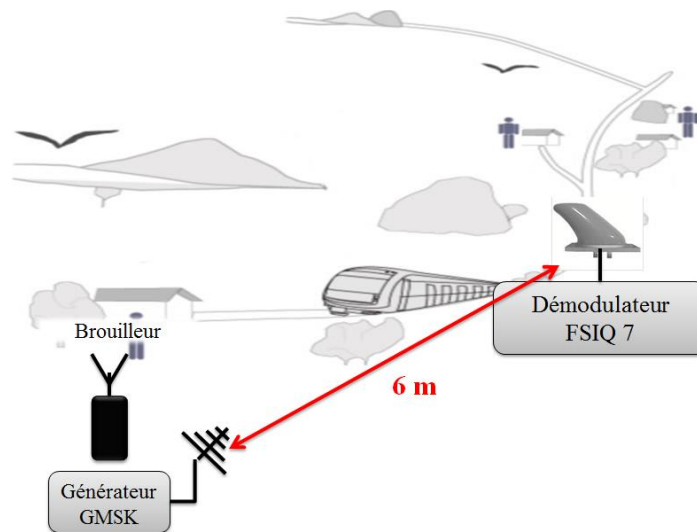 Démodulateur
FSIQ 7
Brouilleur
6 m
Générateur
GMSK